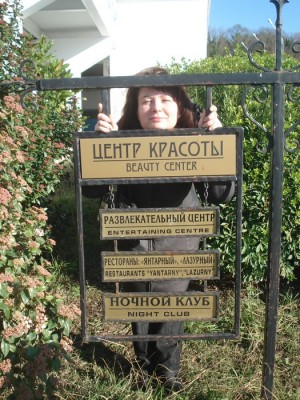 ЦЕНТР КРАСОТЫ
BEAUTY CENTER
РАЗВЛЕКАТЕЛЬНЫЙ ЦЕНТР
ENTERTAINING CENTRE
РЕСТОРАНЫ: «ЯНТАРНЫЙ», «ЛАЗУРНЫЙ»
RESTAURANTS "YANTARNY", "LAZURNY"
НОЧНОЙ КЛУБ
NIGHT CLUB